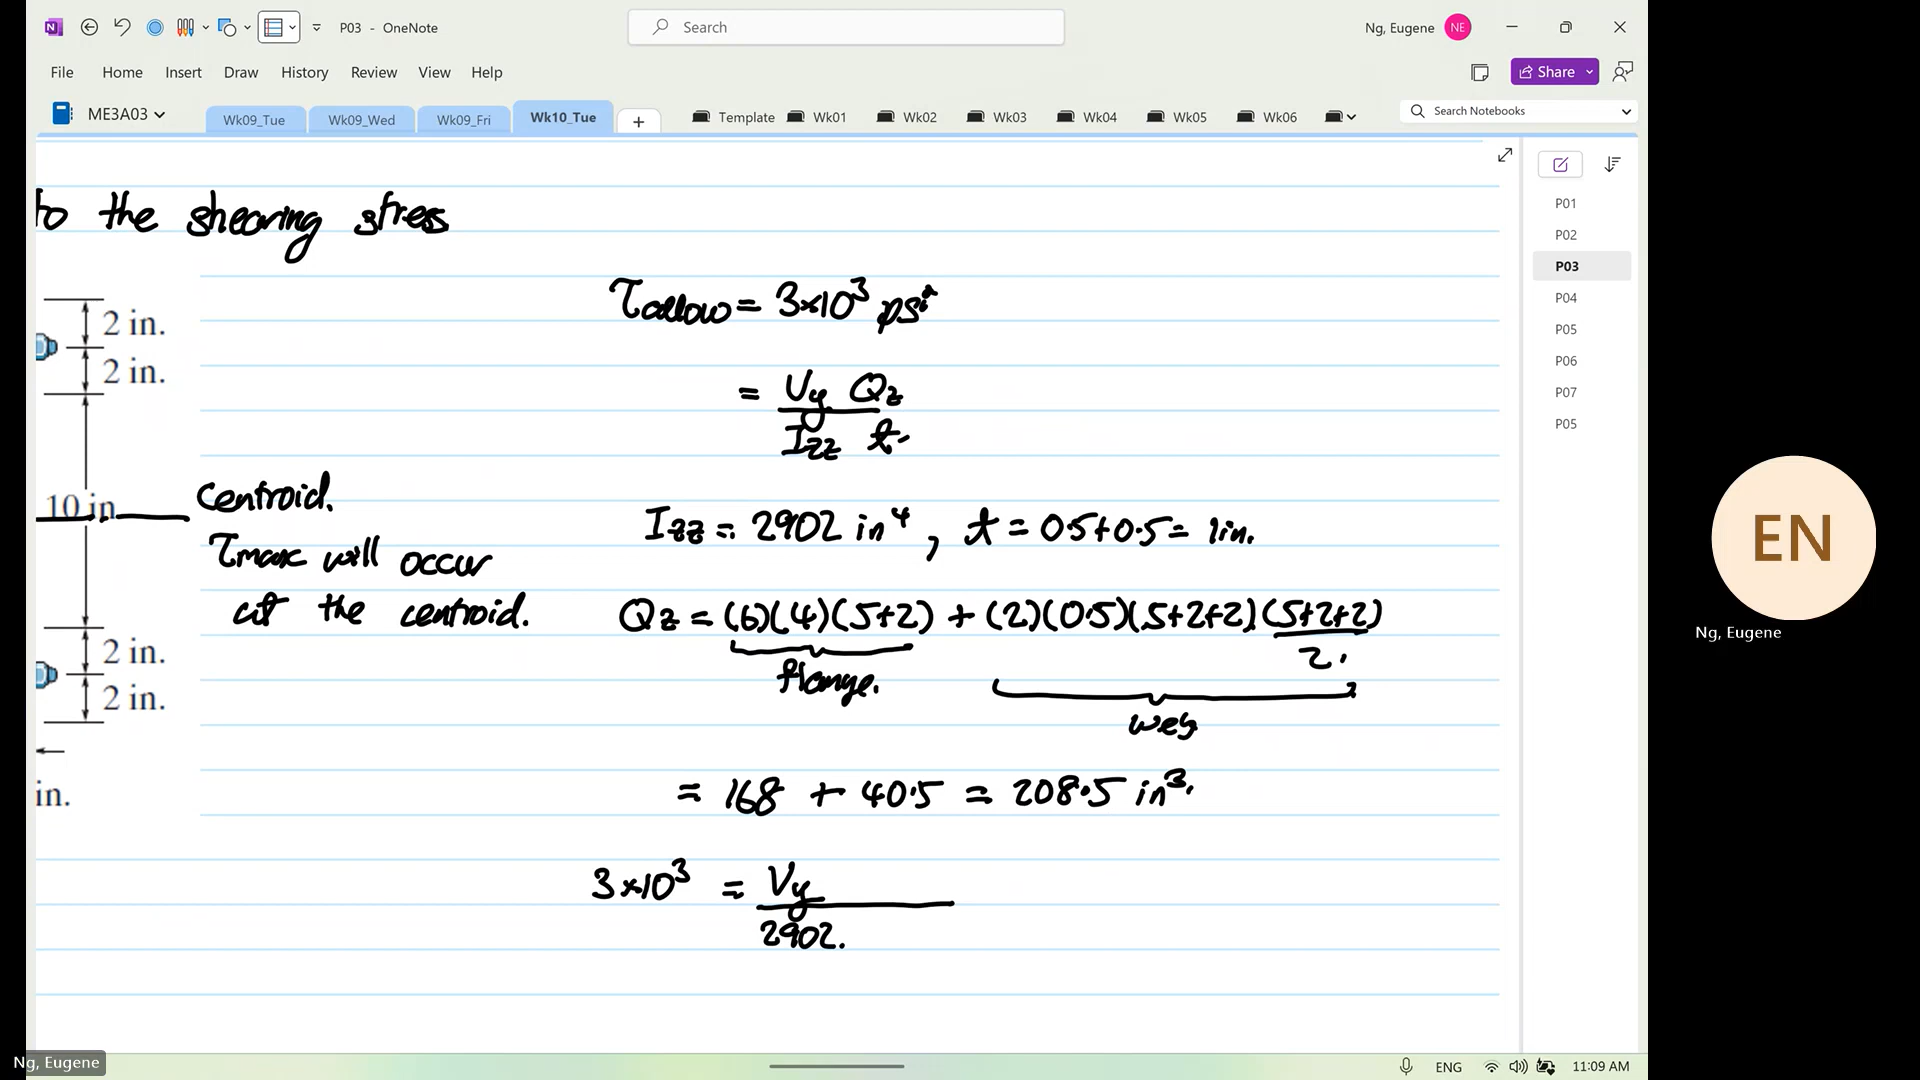 P03 - OneNote
Search
Ng, Eugene
NE
File Home Insert Draw History Review View Help
Share
ME3A03
Wk09_Tue Wk09_Wed Wk09_Fri Wk10_Tue + Template Wk01 Wk02 Wk03 Wk04 Wk05 Wk06
Search Notebooks
P01
P02
P03
P04
P05
P06
P07
P05
to the shearing stress
2 in.
2 in.
10 in
2 in.
2 in.
in.
Centroid.
τmax will occur
at the centroid.
τallow = 3×10³ psi
= Vy Qz
Izz t
Izz = 2902 in⁴, t = 0.5+0.5 = 1in.
Qz = (6)(4)(5+2) + (2)(0.5)(5+2+2)(5+2+2)
2.
flange.
web
= 168 + 40.5 = 208.5 in³.
3×10³ = Vy
2902.
EN
Ng, Eugene
Ng, Eugene
ENG
11:09 AM